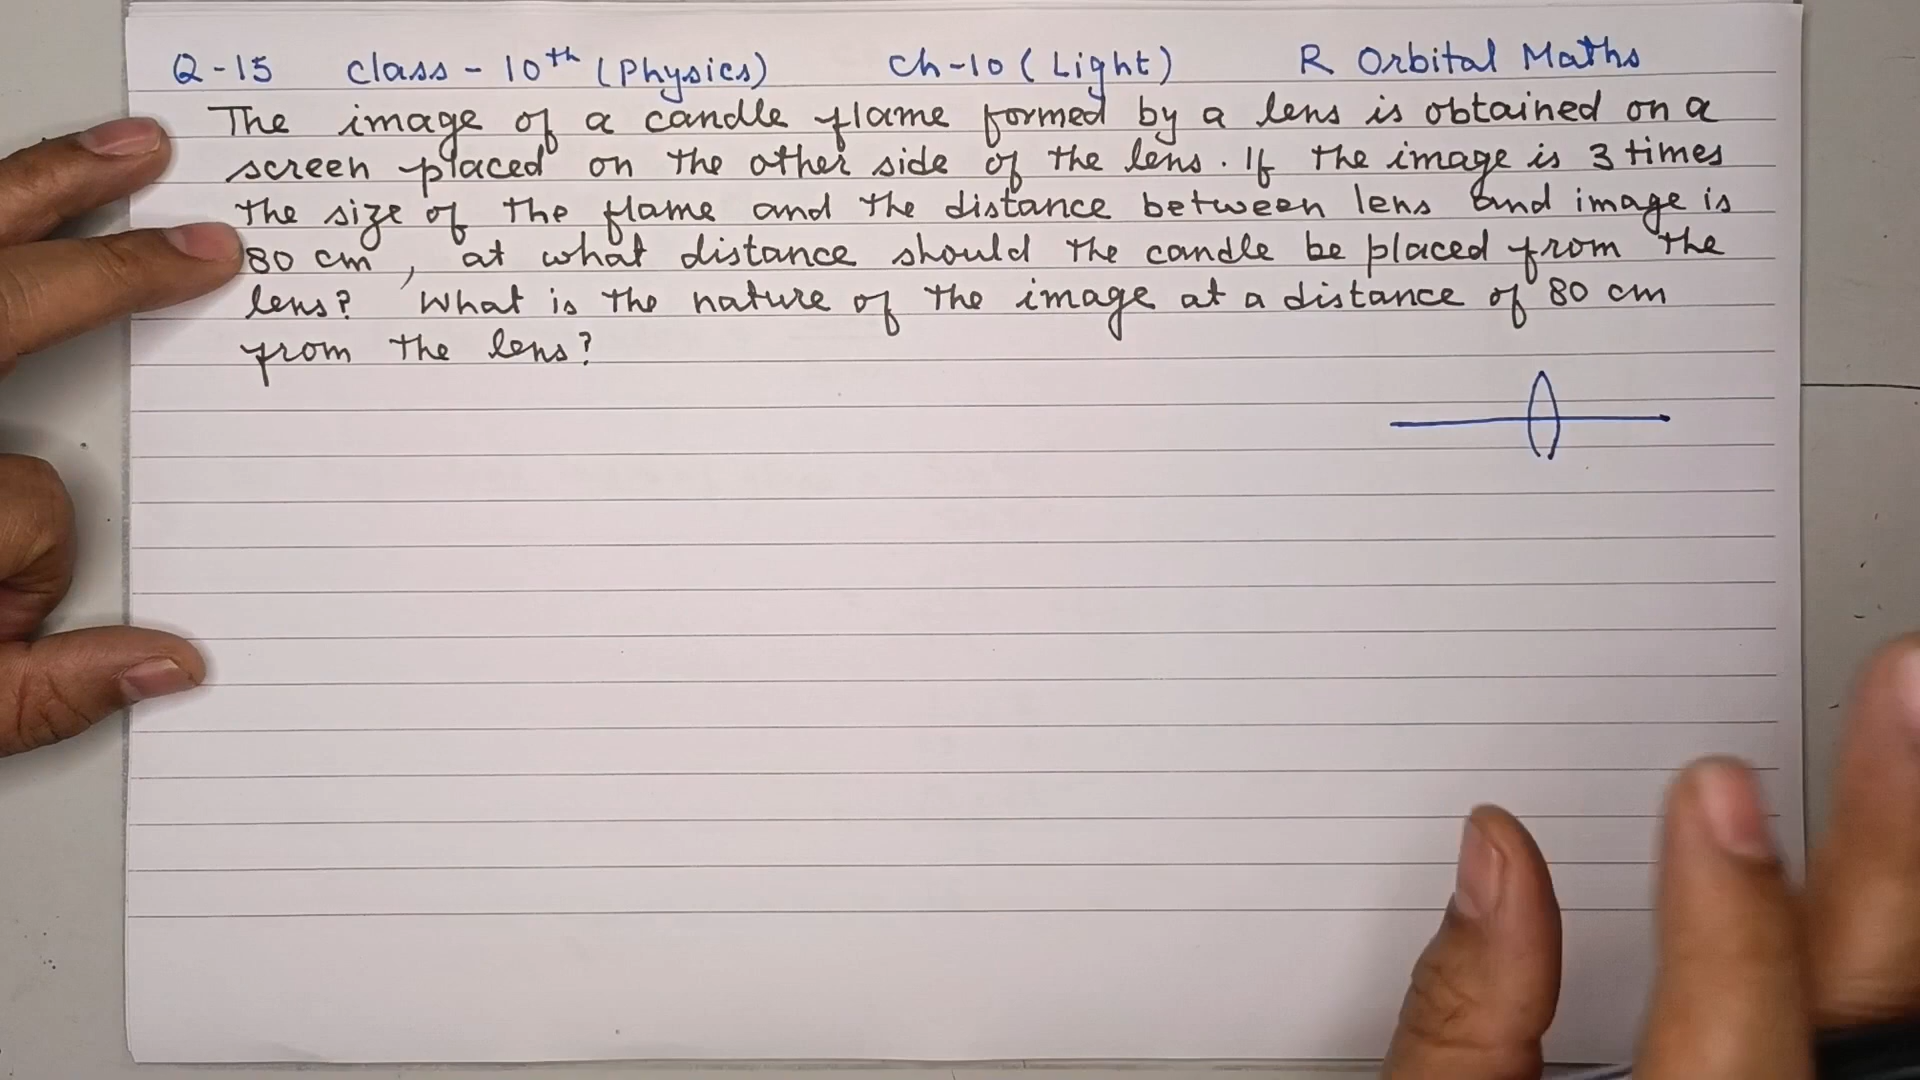 Q-15 Class-10th (Physics) Ch-10 (Light) R Orbital Maths
The image of a candle flame formed by a lens is obtained on a
screen placed on the other side of the lens. If the image is 3 times
the size of the flame and the distance between lens and image is
80 cm, at what distance should the candle be placed from the
lens? What is the nature of the image at a distance of 80 cm
from the lens?